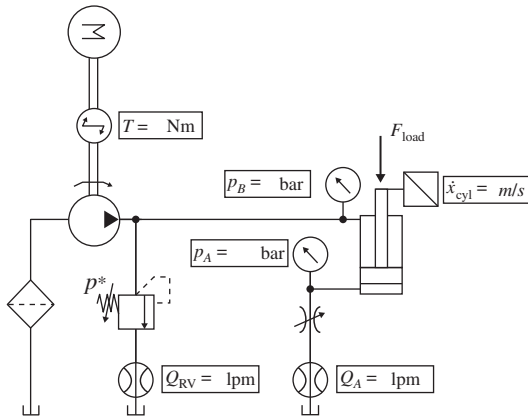 M
T = Nm
F_load
p_B = bar
ẋ_cyl = m/s
p_A = bar
p*
Q_RV = lpm
Q_A = lpm